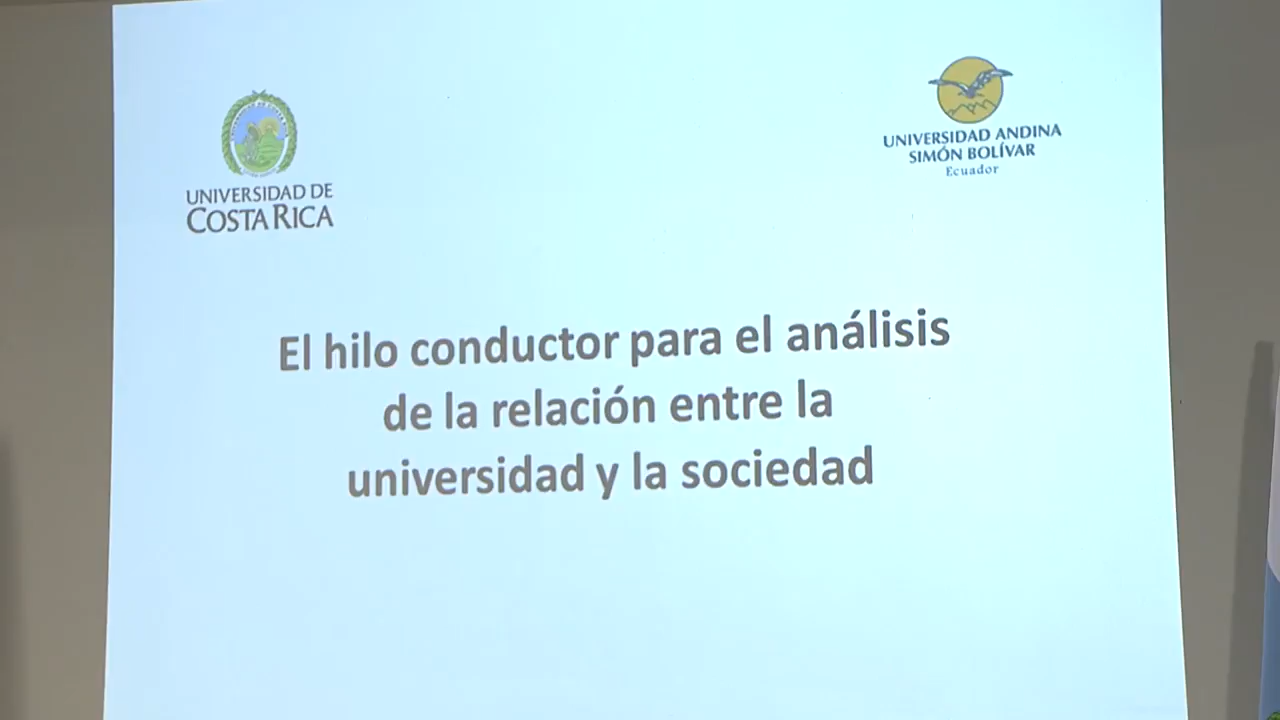 UNIVERSIDAD DE
COSTA RICA
UNIVERSIDAD ANDINA
SIMÓN BOLÍVAR
Ecuador
El hilo conductor para el análisis
de la relación entre la
universidad y la sociedad